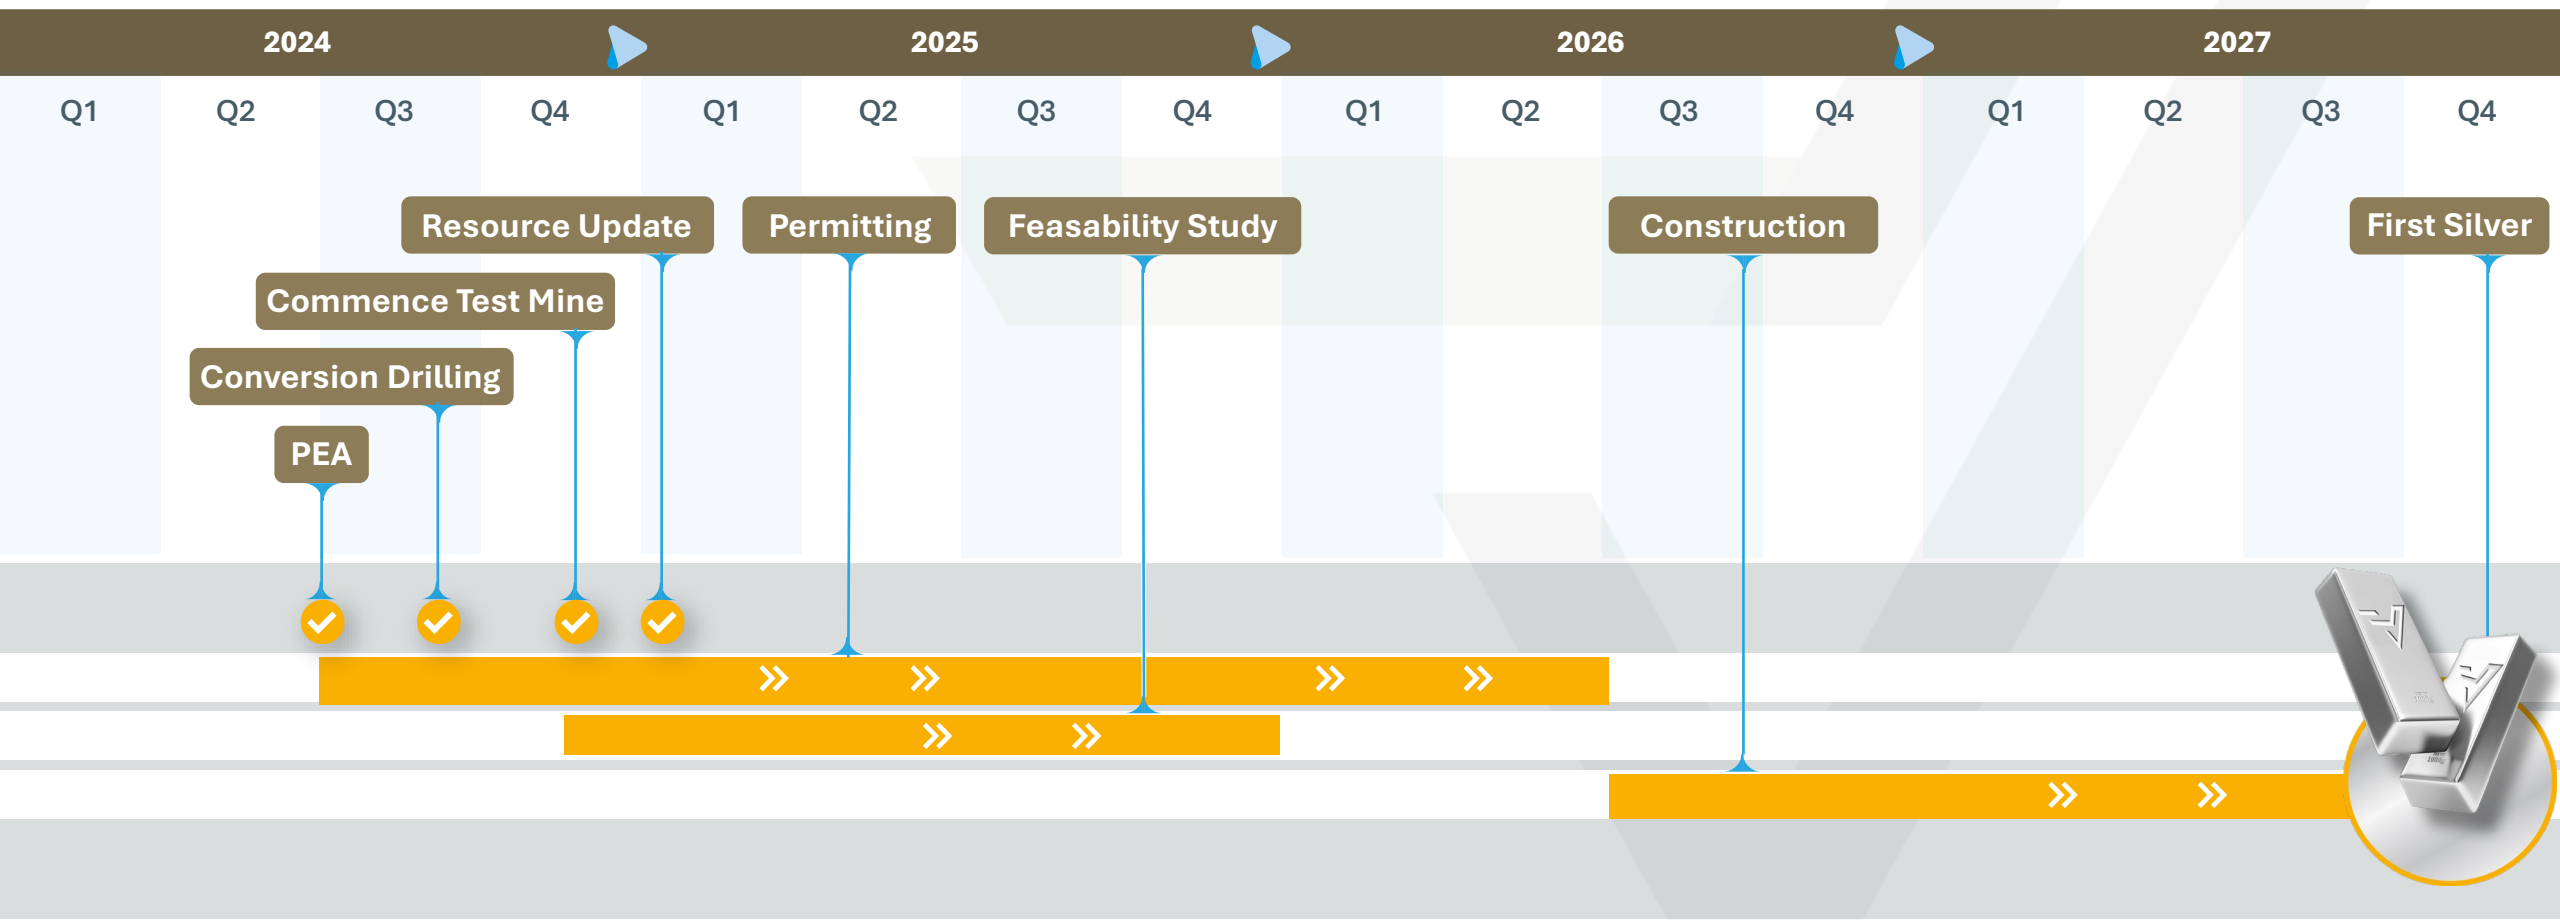 2024 2025 2026 2027
Q1 Q2 Q3 Q4 Q1 Q2 Q3 Q4 Q1 Q2 Q3 Q4 Q1 Q2 Q3 Q4
Resource Update Permitting Feasability Study Construction First Silver
Commence Test Mine
Conversion Drilling
PEA